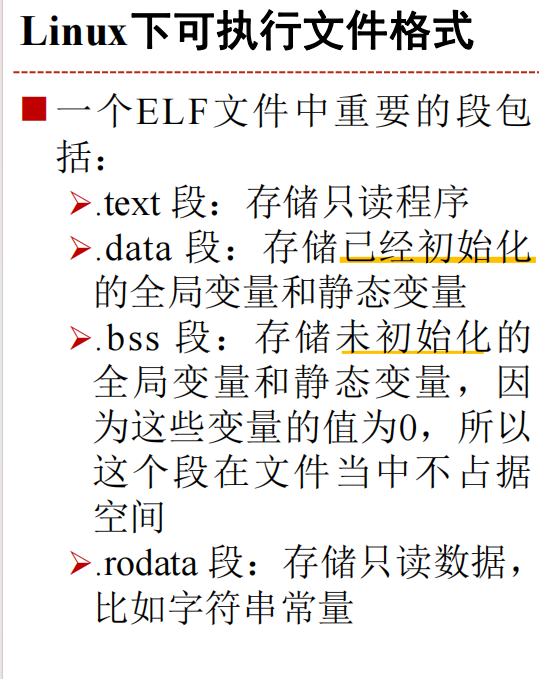 Linux下可执行文件格式
一个ELF文件中重要的段包
括：
.text 段：存储只读程序
.data 段：存储已经初始化
的全局变量和静态变量
.bss 段：存储未初始化的
全局变量和静态变量，因
为这些变量的值为0，所以
这个段在文件当中不占据
空间
.rodata 段：存储只读数据，
比如字符串常量